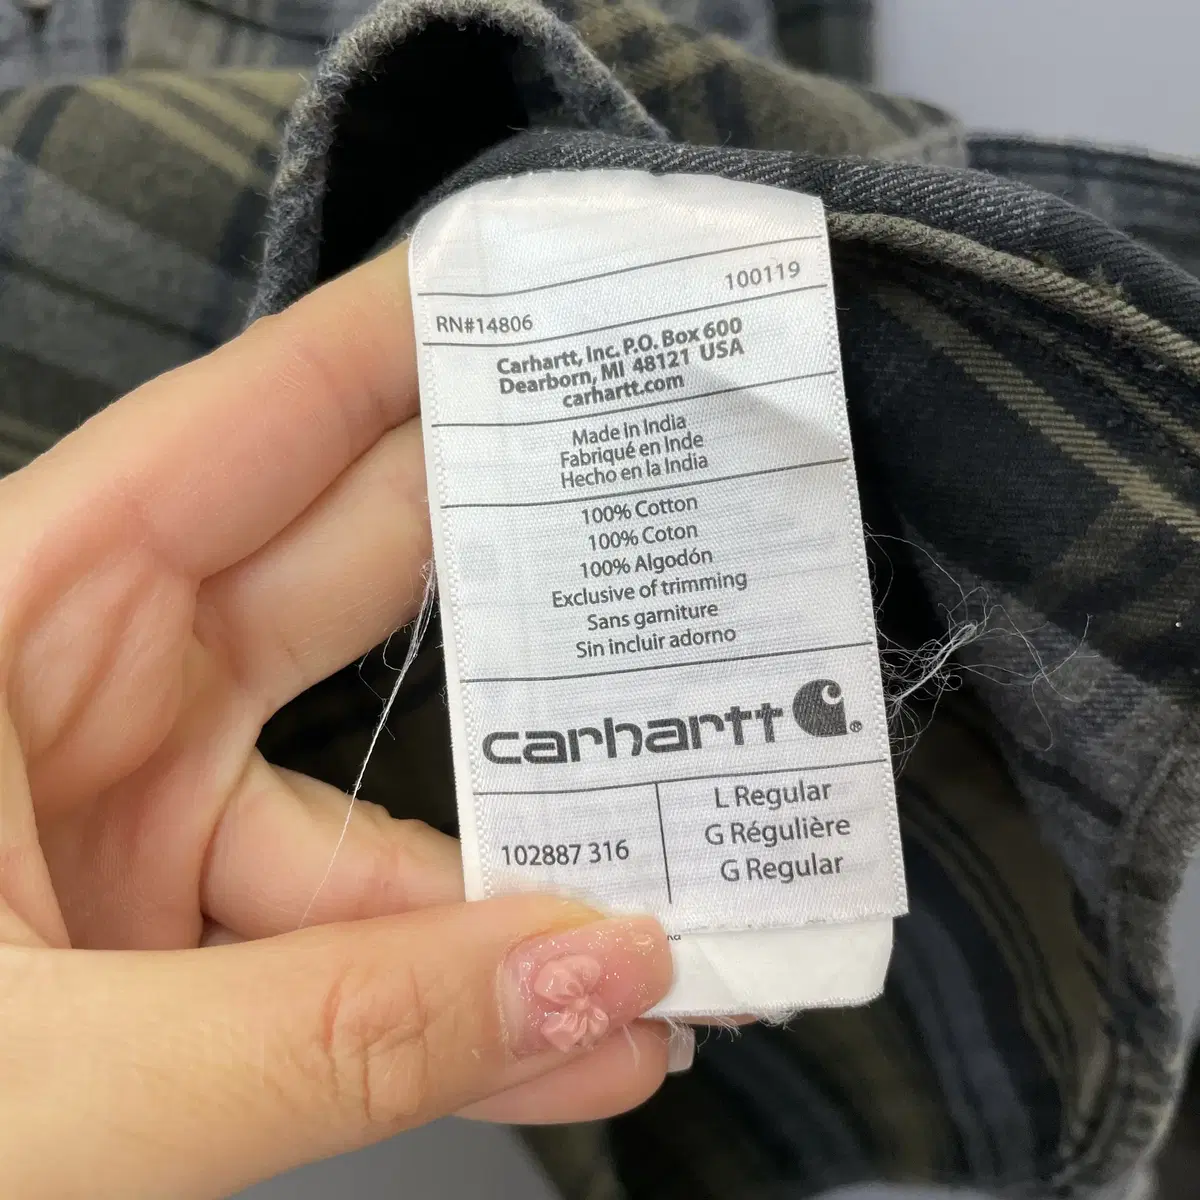 100119
RN#14806
Carhartt, Inc. P.O. Box 600
Dearborn, MI 48121 USA
carhartt.com
Made in India
Fabriqué en Inde
Hecho en la India
100% Cotton
100% Coton
100% Algodón
Exclusive of trimming
Sans garniture
Sin incluir adorno
carhartt ®
102887 316
L Regular
G Régulière
G Regular